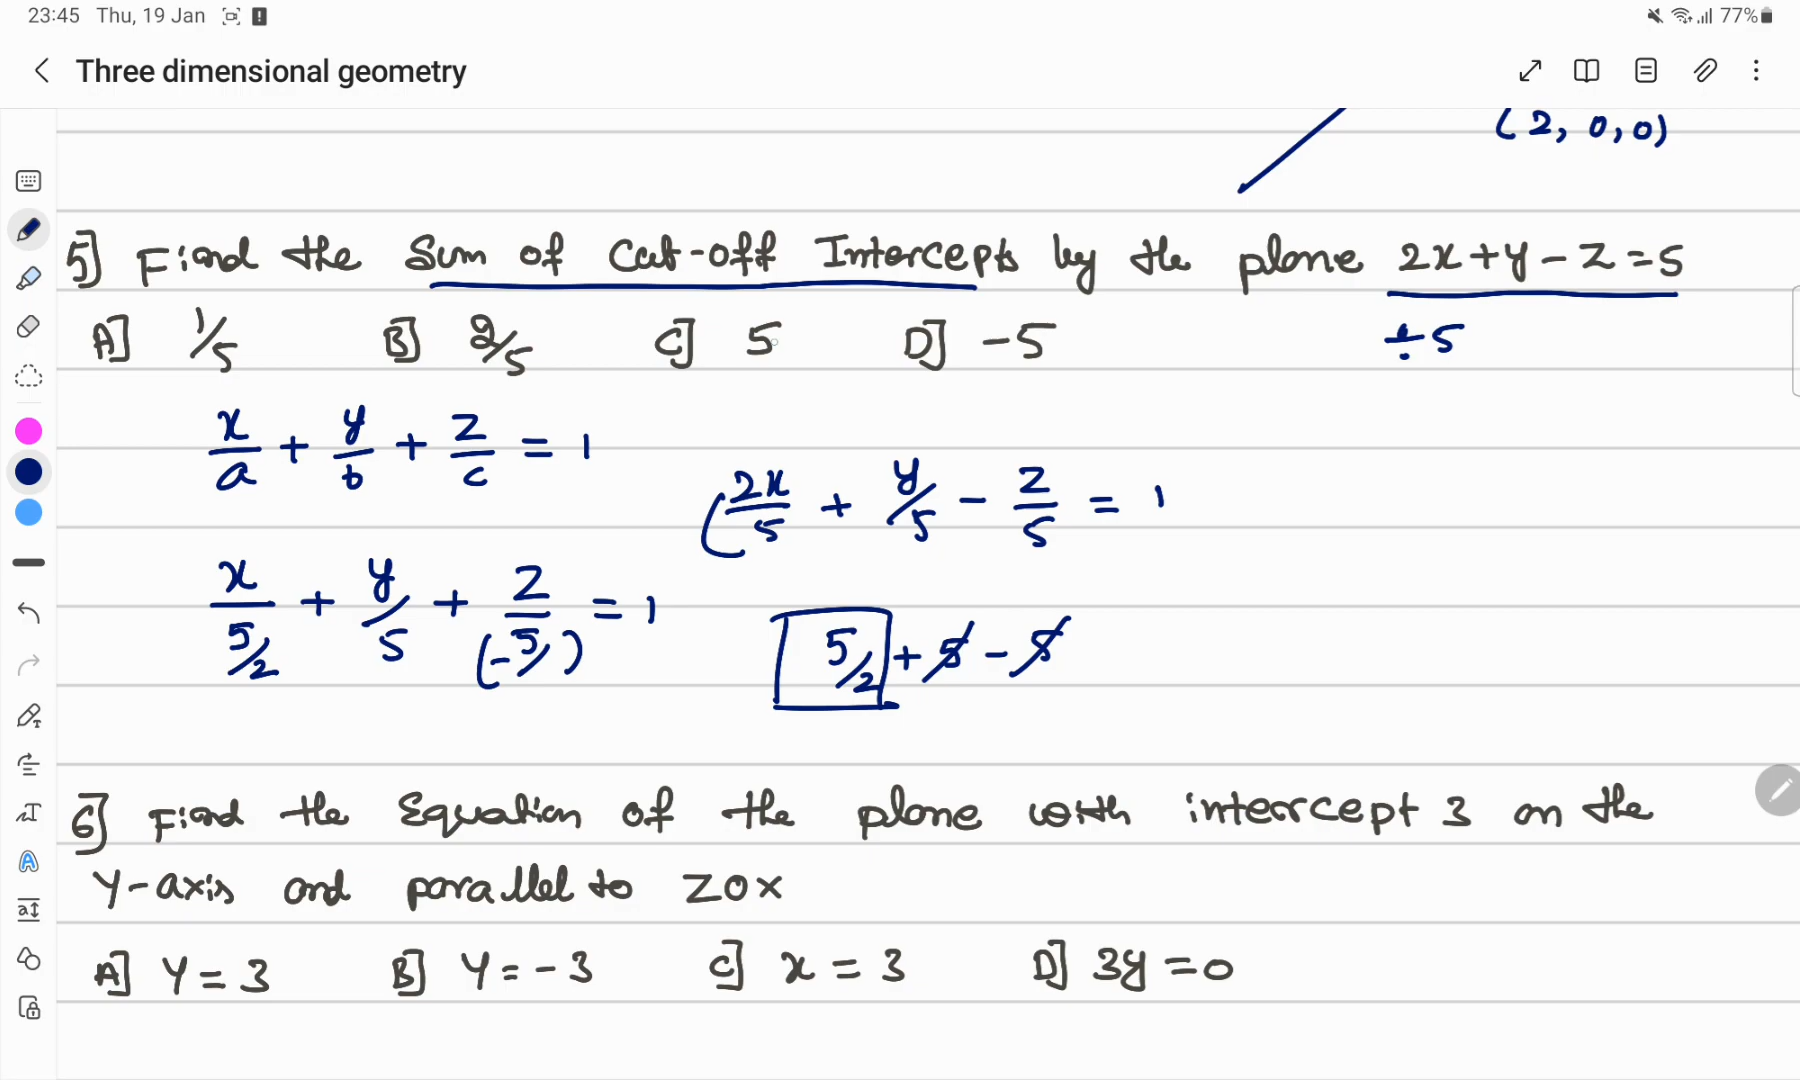 23:45 Thu, 19 Jan 77%
Three dimensional geometry
(2, 0, 0)
5] Find the Sum of Cut-off Intercepts by the plane 2x+y-z=5
A] 1/5 B] 2/5 C] 5 D] -5 ÷5
x/a + y/b + z/c = 1
2x/5 + y/5 - z/5 = 1
x/(5/2) + y/5 + z/(-5) = 1
5/2 + 5 - 5
6] Find the Equation of the plane with intercept 3 on the
Y-axis and parallel to ZOX
A] Y = 3 B] Y = -3 C] x = 3 D] 3y = 0